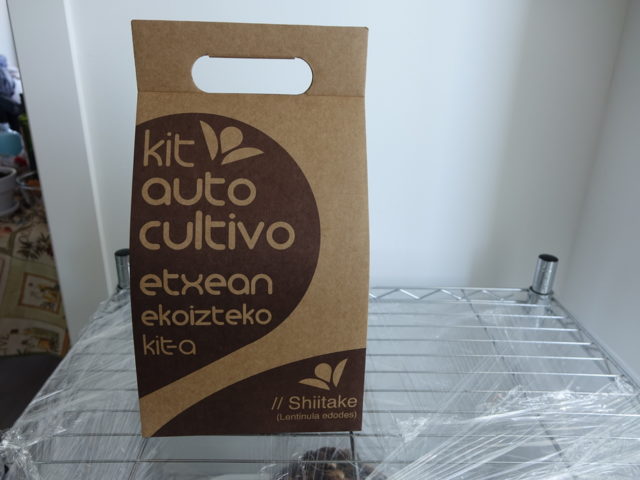 kit
auto
cultivo
etxean
ekoizteko
kit-a
// Shiitake
(Lentinula edodes)